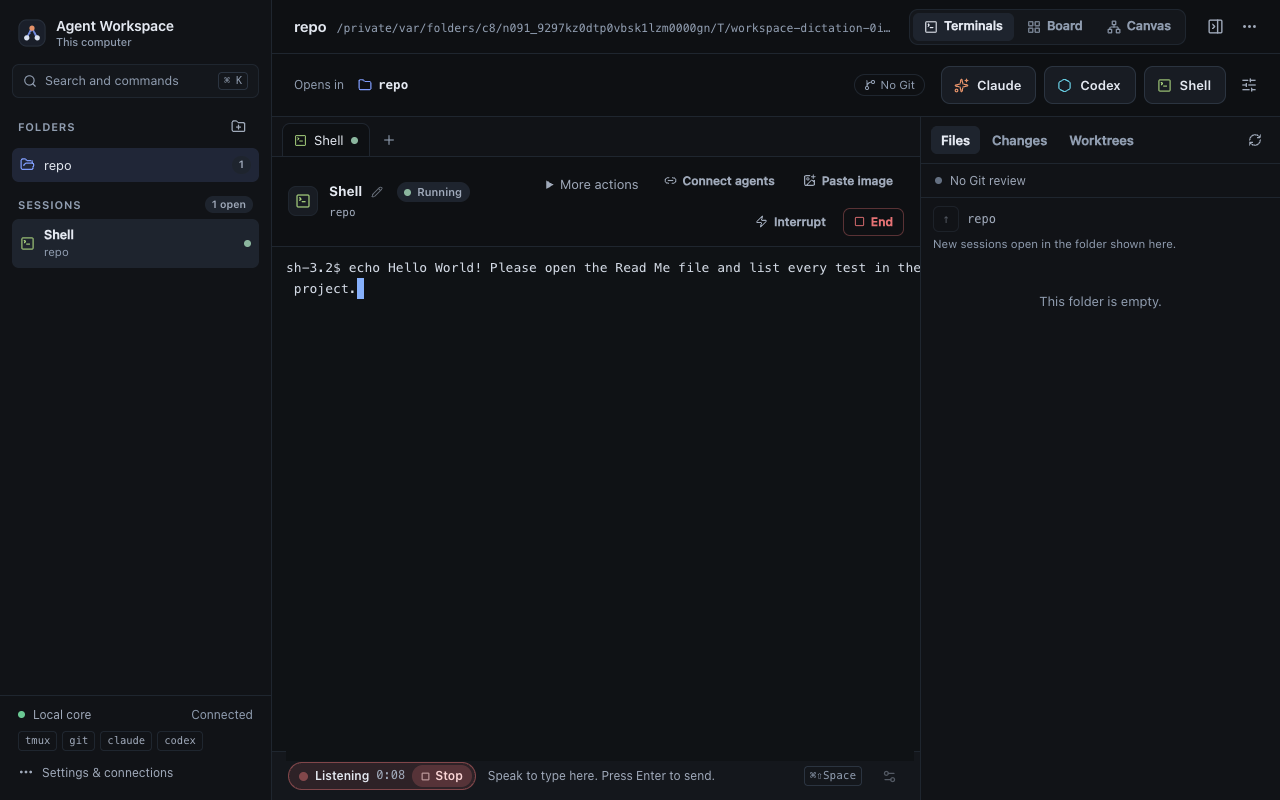 Agent Workspace
This computer
Search and commands ⌘ K
FOLDERS
repo 1
SESSIONS 1 open
Shell
repo
Local core Connected
tmux git claude codex
Settings & connections
repo /private/var/folders/c8/n091_9297kz0dtp0vbsk1lzm0000gn/T/workspace-dictation-0i…
Terminals Board Canvas
Opens in repo No Git Claude Codex Shell
Shell
Shell Running
repo
More actions Connect agents Paste image
Interrupt End
sh-3.2$ echo Hello World! Please open the Read Me file and list every test in the
project.
Listening 0:08 Stop Speak to type here. Press Enter to send. ⌘⇧Space
Files Changes Worktrees
No Git review
↑ repo
New sessions open in the folder shown here.
This folder is empty.